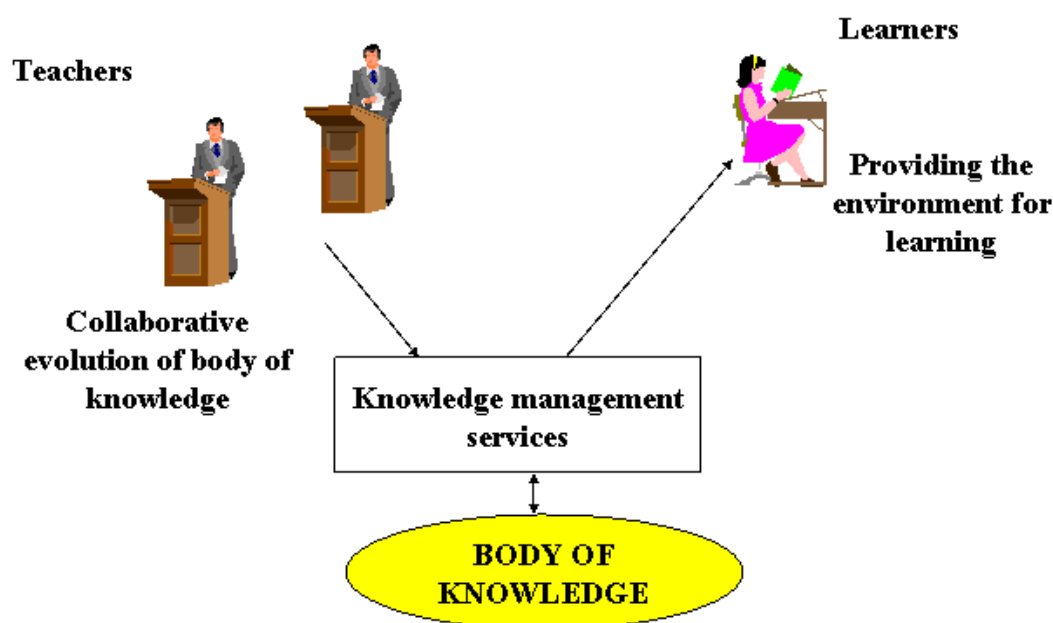 Teachers
Learners
Providing the
environment for
learning
Collaborative
evolution of body of
knowledge
Knowledge management
services
BODY OF
KNOWLEDGE